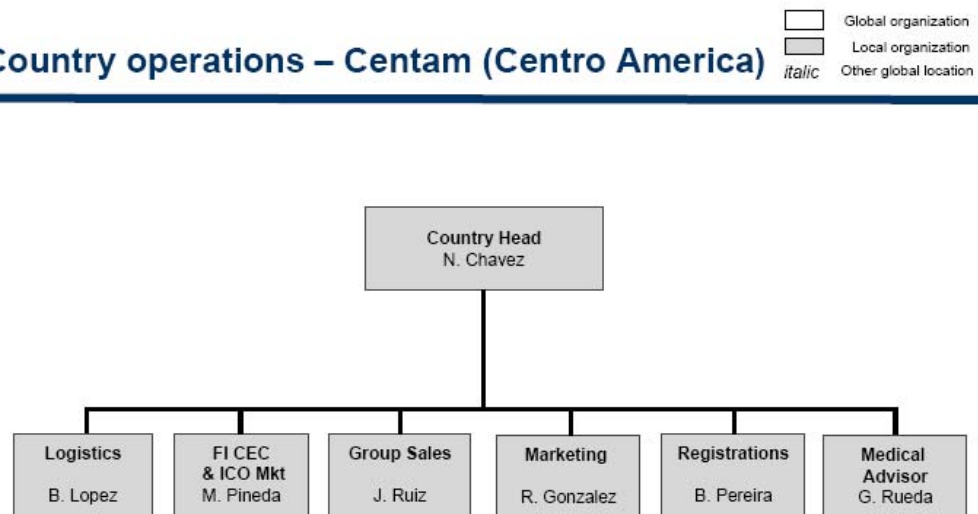 Country operations – Centam (Centro America)
Global organization
Local organization
italic Other global location
Country Head
N. Chavez
Logistics
B. Lopez
FI CEC
& ICO Mkt
M. Pineda
Group Sales
J. Ruiz
Marketing
R. Gonzalez
Registrations
B. Pereira
Medical
Advisor
G. Rueda